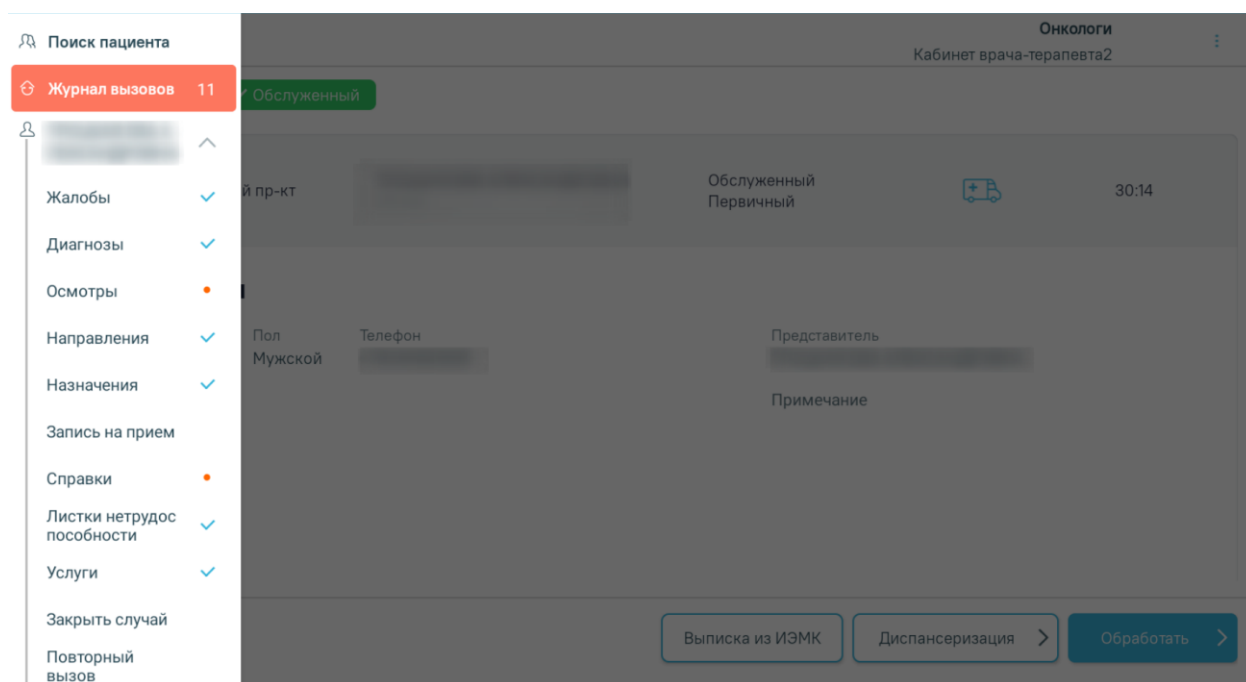 Поиск пациента
Журнал вызовов 11
Жалобы
Диагнозы
Осмотры
Направления
Назначения
Запись на прием
Справки
Листки нетрудос
пособности
Услуги
Закрыть случай
Повторный
вызов
Онкологи
Кабинет врача-терапевта2
Обслуженный
й пр-кт
Обслуженный
Первичный
30:14
Пол
Мужской
Телефон
Представитель
Примечание
Выписка из ИЭМК
Диспансеризация
Обработать